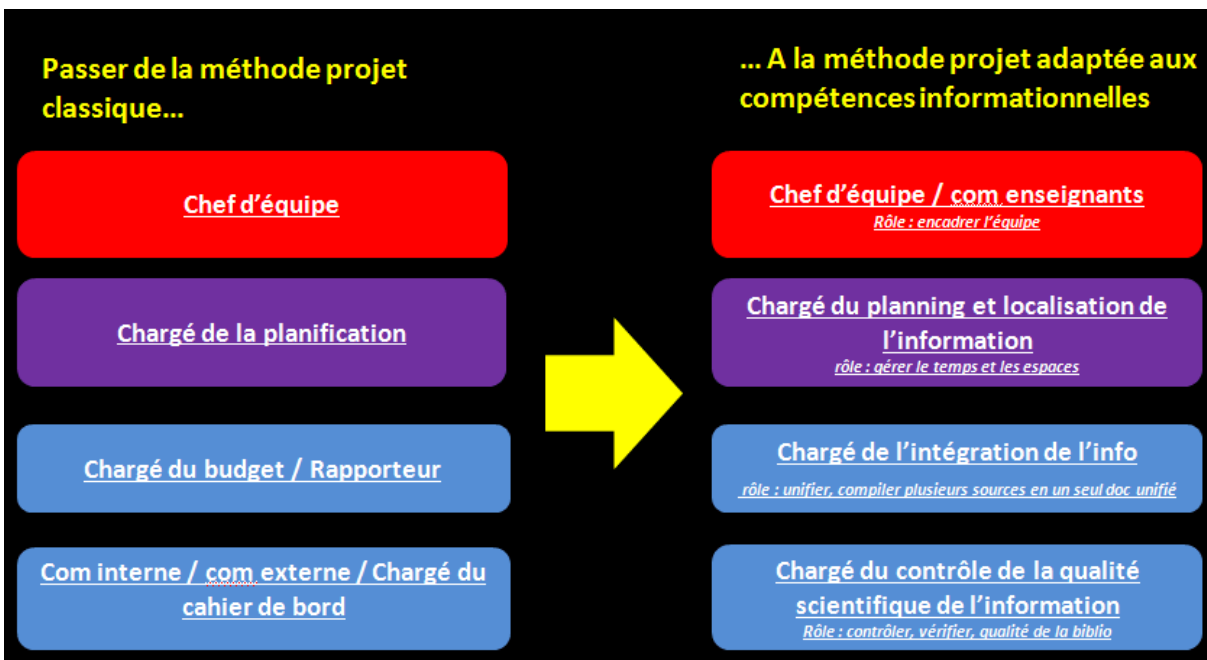 Passer de la méthode projet
classique...
Chef d'équipe
Chargé de la planification
Chargé du budget / Rapporteur
Com interne / com externe / Chargé du
cahier de bord
... A la méthode projet adaptée aux
compétences informationnelles
Chef d'équipe / com enseignants
Rôle : encadrer l'équipe
Chargé du planning et localisation de
l'information
rôle : gérer le temps et les espaces
Chargé de l'intégration de l'info
rôle : unifier, compiler plusieurs sources en un seul doc unifié
Chargé du contrôle de la qualité
scientifique de l'information
Rôle : contrôler, vérifier, qualité de la biblio